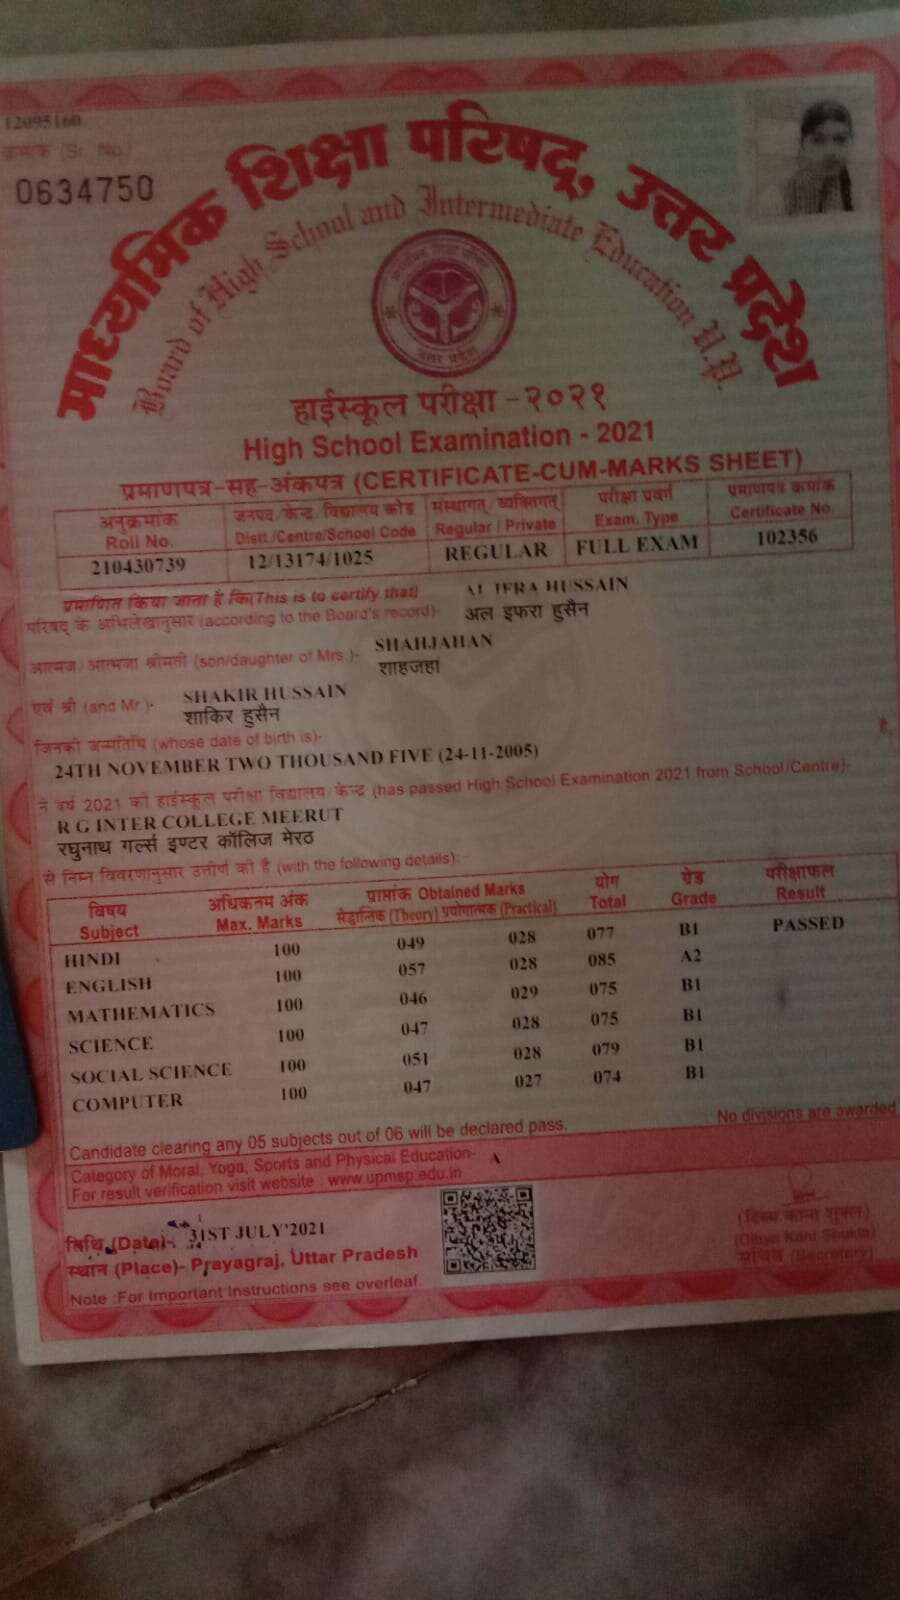 12095160
क्रमांक (Sr. No.)
0634750
माध्यमिक शिक्षा परिषद्, उत्तर प्रदेश
Board of High School and Intermediate Education U.P.
उत्तर प्रदेश
हाईस्कूल परीक्षा - २०२१
High School Examination - 2021
प्रमाणपत्र-सह-अंकपत्र (CERTIFICATE-CUM-MARKS SHEET)
अनुक्रमांक जनपद/केन्द्र/विद्यालय कोड संस्थागत/व्यक्तिगत परीक्षा प्रवर्ग प्रमाणपत्र क्रमांक
Roll No. Distt./Centre/School Code Regular / Private Exam. Type Certificate No.
210430739 12/13174/1025 REGULAR FULL EXAM 102356
प्रमाणित किया जाता है कि(This is to certify that) AL IFRA HUSSAIN
परिषद् के अभिलेखानुसार (according to the Board's record)- अल इफरा हुसैन
आत्मज/आत्मजा श्रीमती (son/daughter of Mrs.)- SHAHJAHAN
शाहजहा
एवं श्री (and Mr.)- SHAKIR HUSSAIN
शाकिर हुसैन
जिनकी जन्मतिथि (whose date of birth is)-
24TH NOVEMBER TWO THOUSAND FIVE (24-11-2005)
है,
ने वर्ष 2021 की हाईस्कूल परीक्षा विद्यालय/केन्द्र (has passed High School Examination 2021 from School/Centre)-
R G INTER COLLEGE MEERUT
रघुनाथ गर्ल्स इण्टर कॉलिज मेरठ
से निम्न विवरणानुसार उत्तीर्ण की है (with the following details):-
विषय अधिकतम अंक प्राप्तांक Obtained Marks योग ग्रेड परीक्षाफल
Subject Max. Marks सैद्धान्तिक (Theory) प्रयोगात्मक (Practical) Total Grade Result
HINDI 100 049 028 077 B1 PASSED
ENGLISH 100 057 028 085 A2
MATHEMATICS 100 046 029 075 B1
SCIENCE 100 047 028 075 B1
SOCIAL SCIENCE 100 051 028 079 B1
COMPUTER 100 047 027 074 B1
Candidate clearing any 05 subjects out of 06 will be declared pass. No divisions are awarded
Category of Moral, Yoga, Sports and Physical Education- A
For result verification visit website : www.upmsp.edu.in
तिथि (Date)- 31ST JULY'2021
स्थान (Place)- Prayagraj, Uttar Pradesh
Note :For Important Instructions see overleaf
(दिव्य कान्त शुक्ल)
(Divya Kant Shukla)
सचिव (Secretary)